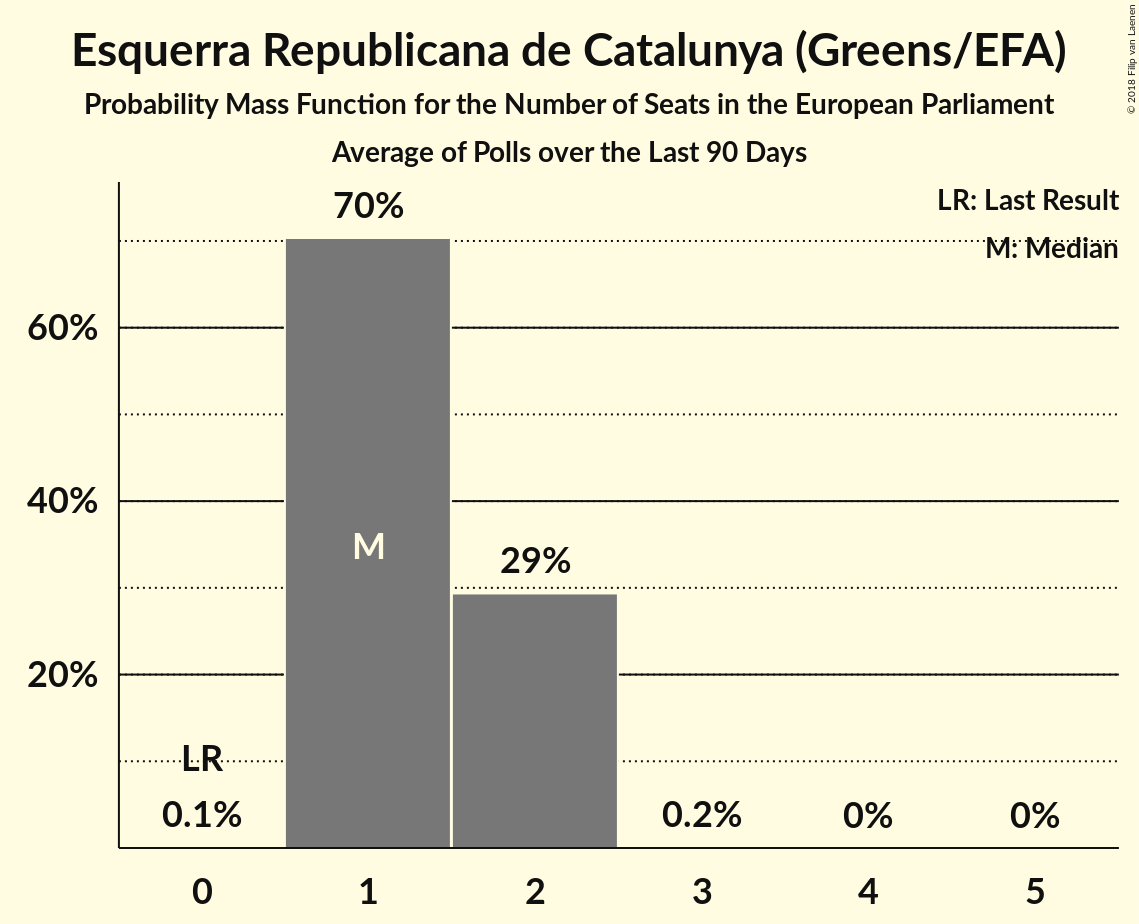 Esquerra Republicana de Catalunya (Greens/EFA)
Probability Mass Function for the Number of Seats in the European Parliament
Average of Polls over the Last 90 Days
© 2018 Filip van Laenen
LR: Last Result
M: Median
70%
60%
40%
M
29%
20%
LR
0.1%
0.2%
0%
0%
0
1
2
3
4
5